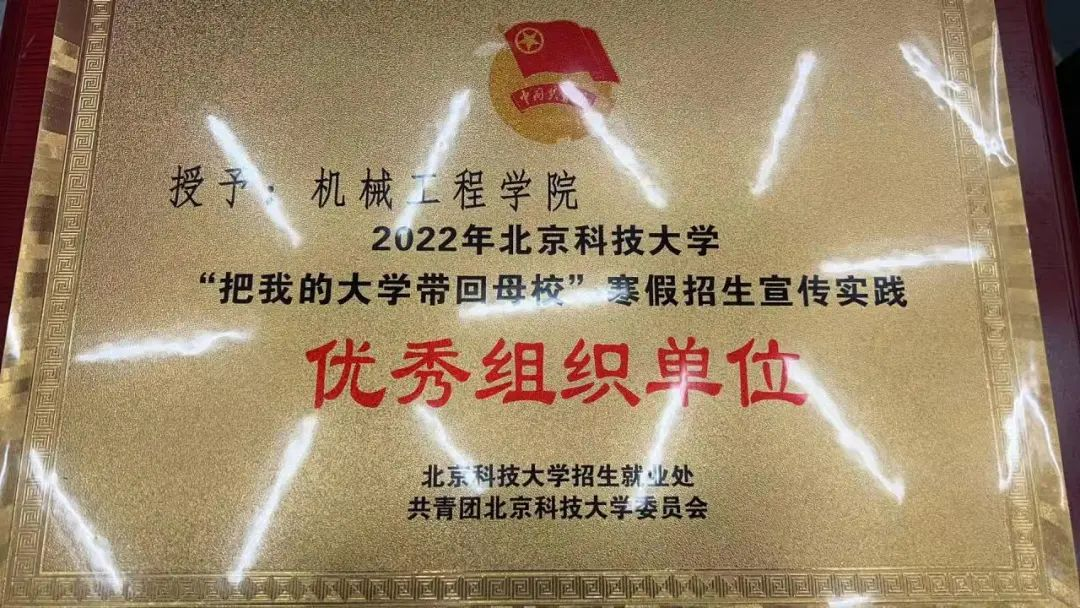 授予：机械工程学院
2022年北京科技大学
“把我的大学带回母校”寒假招生宣传实践
优秀组织单位
北京科技大学招生就业处
共青团北京科技大学委员会